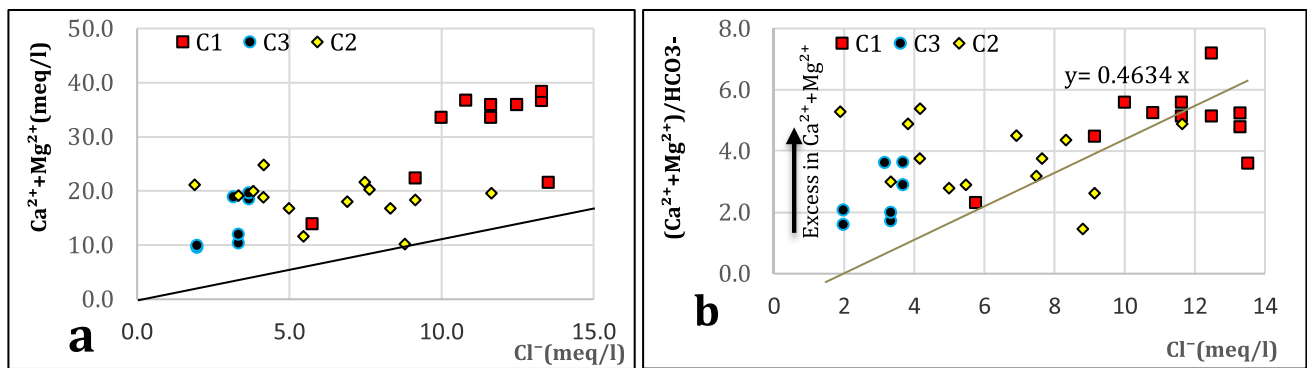 Ca²⁺+Mg²⁺(meq/l)
50.0
40.0
30.0
20.0
10.0
0.0
C1 C3 C2
a
0.0 5.0 10.0 15.0
Cl⁻(meq/l)
(Ca²⁺+Mg²⁺)/HCO3-
8.0
6.0
4.0
2.0
0.0
C1 C3 C2
Excess in Ca²⁺+Mg²⁺
y= 0.4634 x
b
0 2 4 6 8 10 12 14
Cl⁻(meq/l)